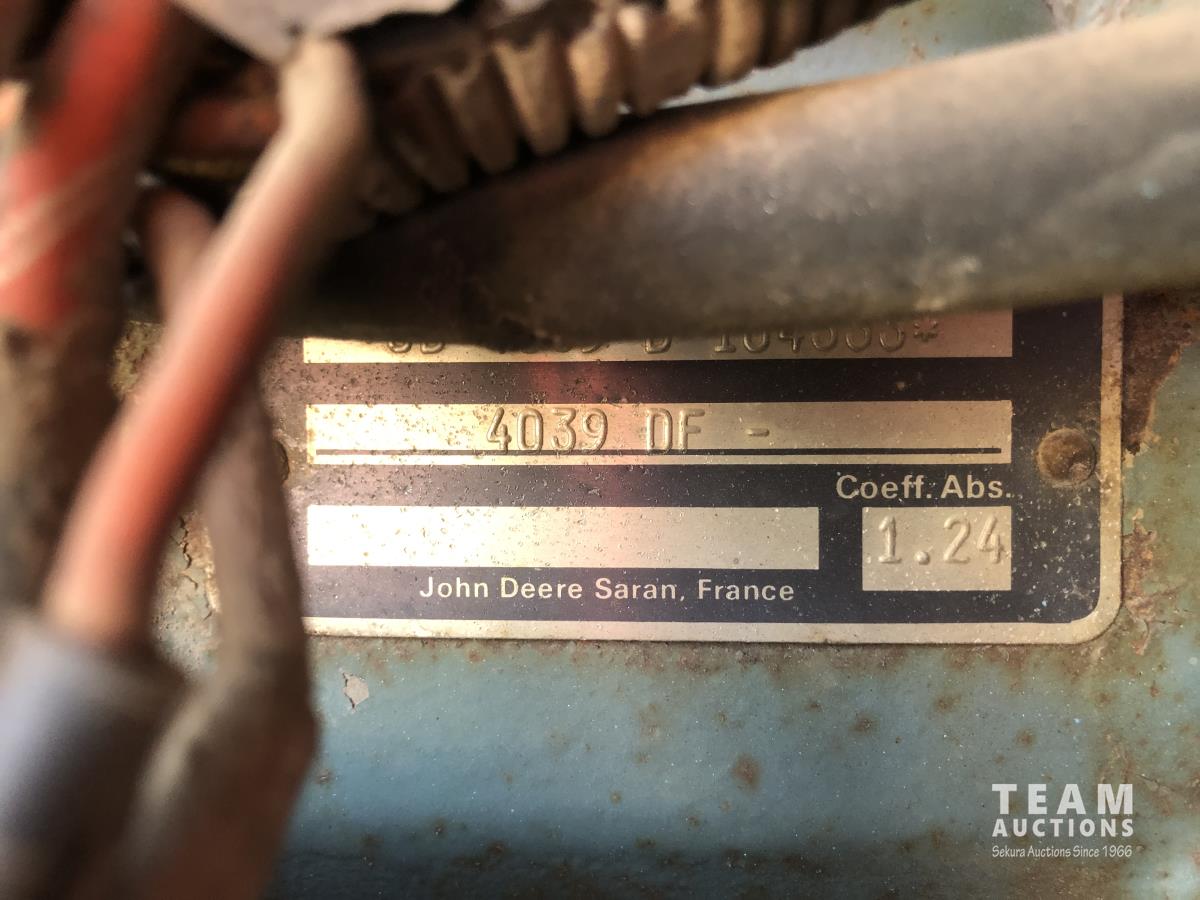 4039 DF -
Coeff. Abs.
1.24
John Deere Saran, France
TEAM
AUCTIONS
Sekura Auctions Since 1966